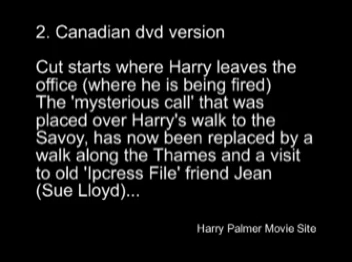 2. Canadian dvd version
Cut starts where Harry leaves the
office (where he is being fired)
The 'mysterious call' that was
placed over Harry's walk to the
Savoy, has now been replaced by a
walk along the Thames and a visit
to old 'Ipcress File' friend Jean
(Sue Lloyd)...
Harry Palmer Movie Site